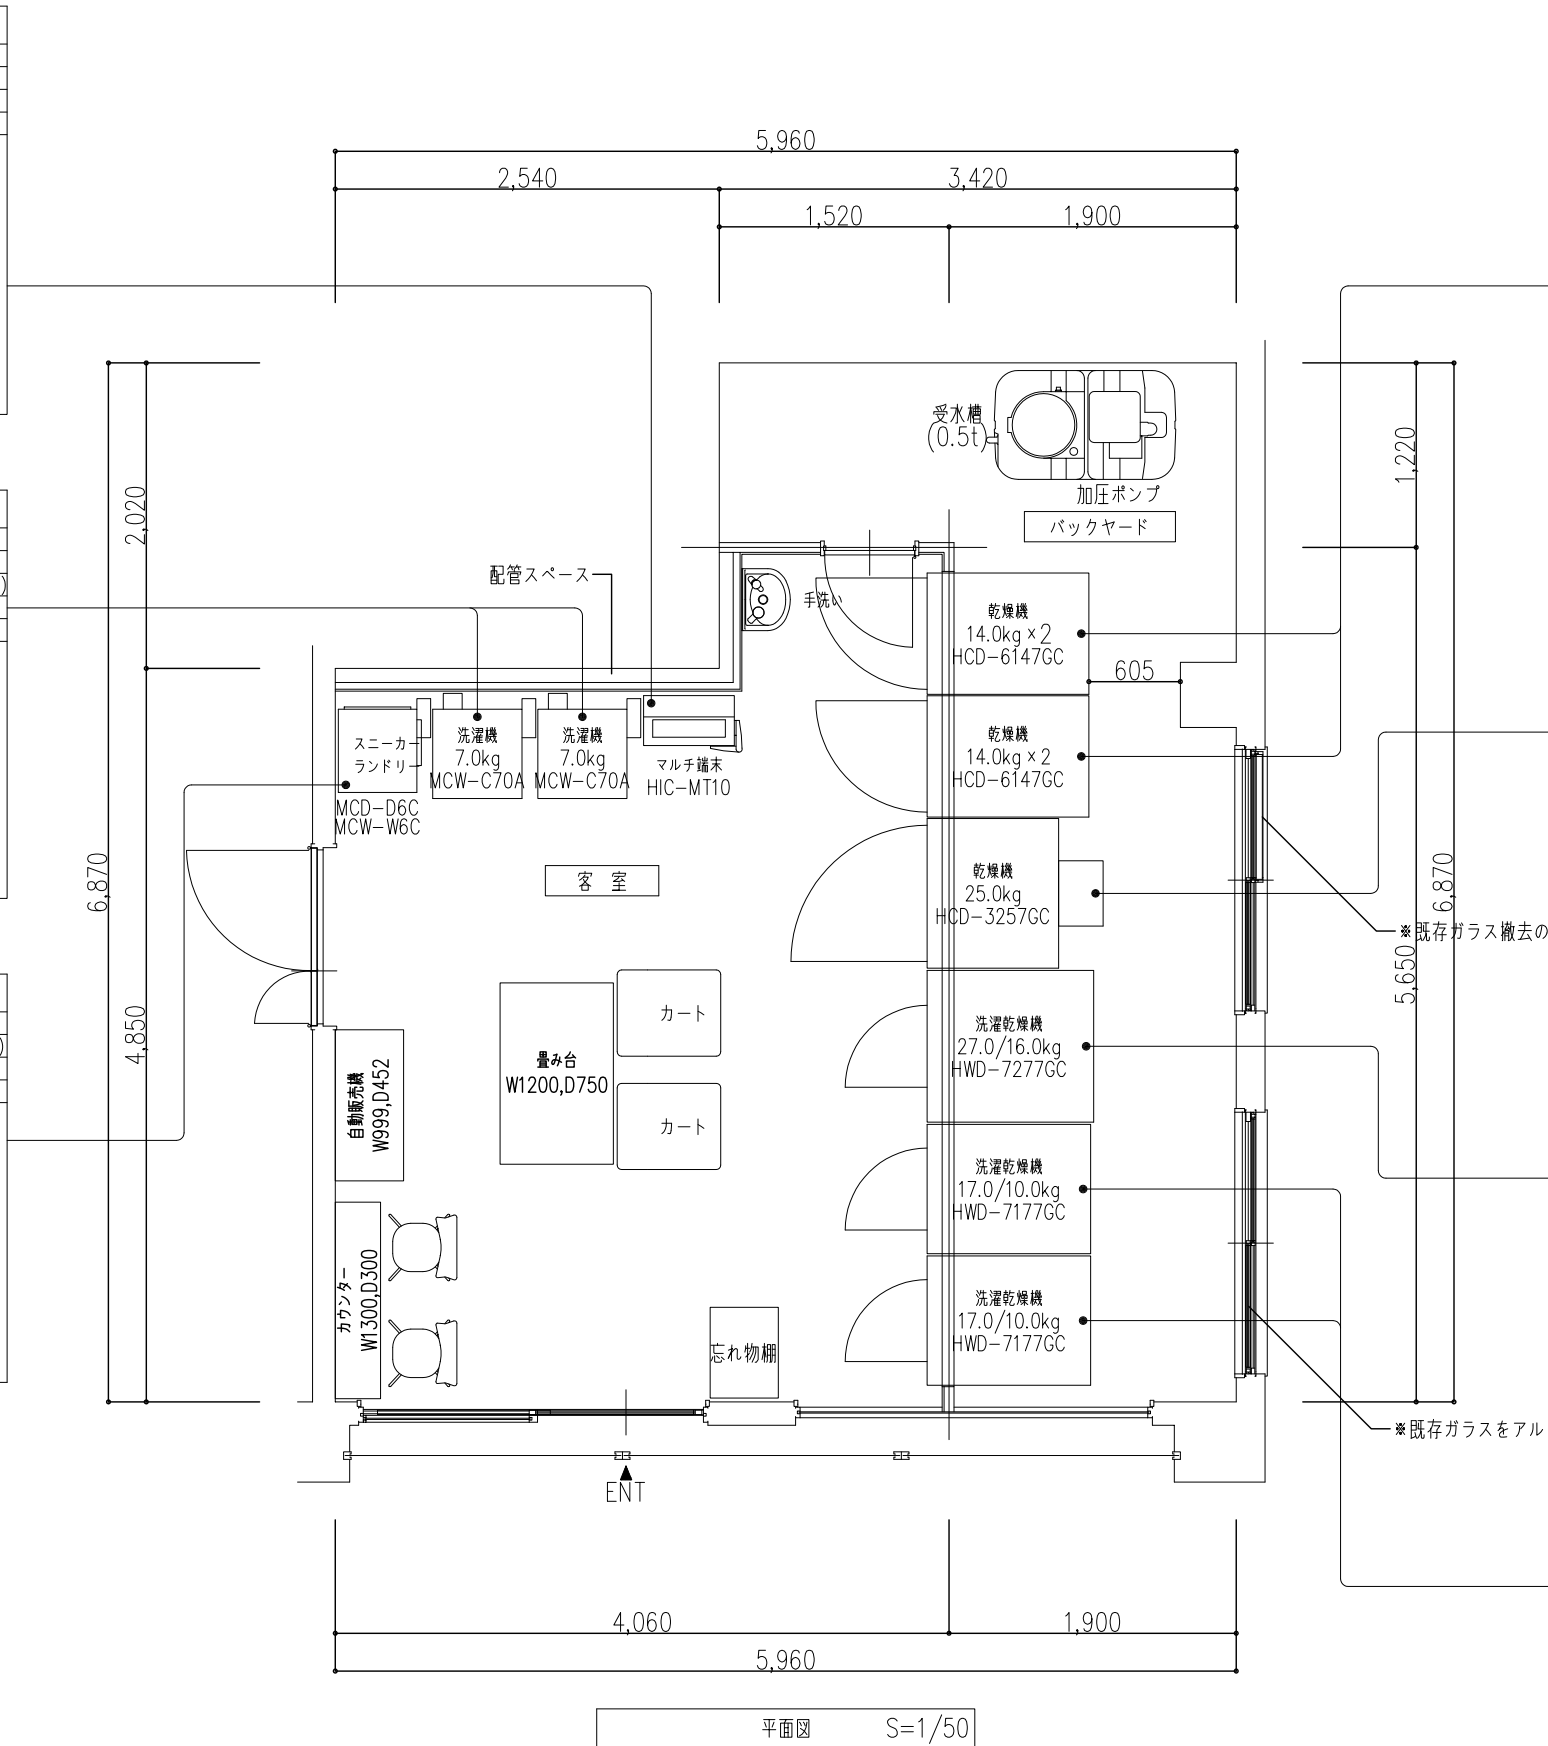 5,960
2,540
3,420
1,520
1,900
受水槽
(0.5t)
加圧ポンプ
バックヤード
1,220
2,020
配管スペース
手洗い
乾燥機
14.0kg×2
HCD-6147GC
605
乾燥機
14.0kg×2
HCD-6147GC
スニーカー
ランドリー
MCD-D6C
MCW-W6C
洗濯機
7.0kg
MCW-C70A
洗濯機
7.0kg
MCW-C70A
マルチ端末
HIC-MT10
客 室
乾燥機
25.0kg
HCD-3257GC
6,870
6,870
※既存ガラス撤去の
5,650
4,850
カート
畳み台
W1200,D750
カート
洗濯乾燥機
27.0/16.0kg
HWD-7277GC
自動販売機
W999,D452
洗濯乾燥機
17.0/10.0kg
HWD-7177GC
カウンター
W1300,D300
忘れ物棚
洗濯乾燥機
17.0/10.0kg
HWD-7177GC
※既存ガラスをアル
ENT
4,060
1,900
5,960
平面図 S=1/50